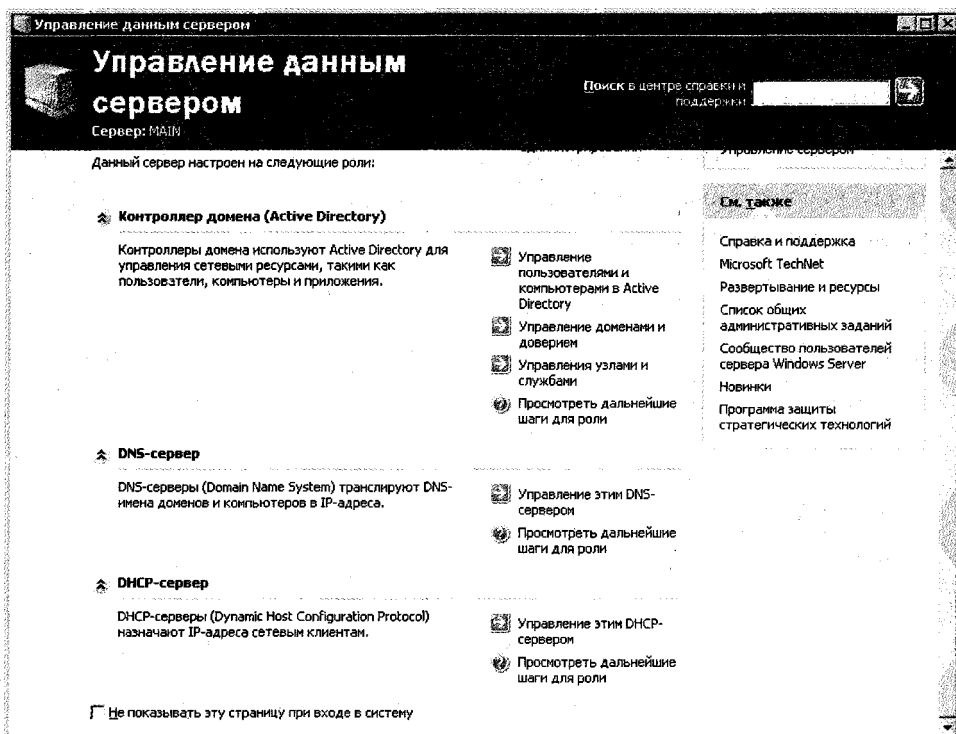 Управление данным сервером
Управление данным
сервером
Сервер: MAIN
Поиск в центре справки и
поддержки
Данный сервер настроен на следующие роли:
Управление сервером
Контроллер домена (Active Directory)
Контроллеры домена используют Active Directory для
управления сетевыми ресурсами, такими как
пользователи, компьютеры и приложения.
Управление
пользователями и
компьютерами в Active
Directory
Управление доменами и
доверием
Управления узлами и
службами
Просмотреть дальнейшие
шаги для роли
DNS-сервер
DNS-серверы (Domain Name System) транслируют DNS-
имена доменов и компьютеров в IP-адреса.
Управление этим DNS-
сервером
Просмотреть дальнейшие
шаги для роли
DHCP-сервер
DHCP-серверы (Dynamic Host Configuration Protocol)
назначают IP-адреса сетевым клиентам.
Управление этим DHCP-
сервером
Просмотреть дальнейшие
шаги для роли
Не показывать эту страницу при входе в систему
См. также
Справка и поддержка
Microsoft TechNet
Развертывание и ресурсы
Список общих
административных заданий
Сообщество пользователей
сервера Windows Server
Новинки
Программа защиты
стратегических технологий